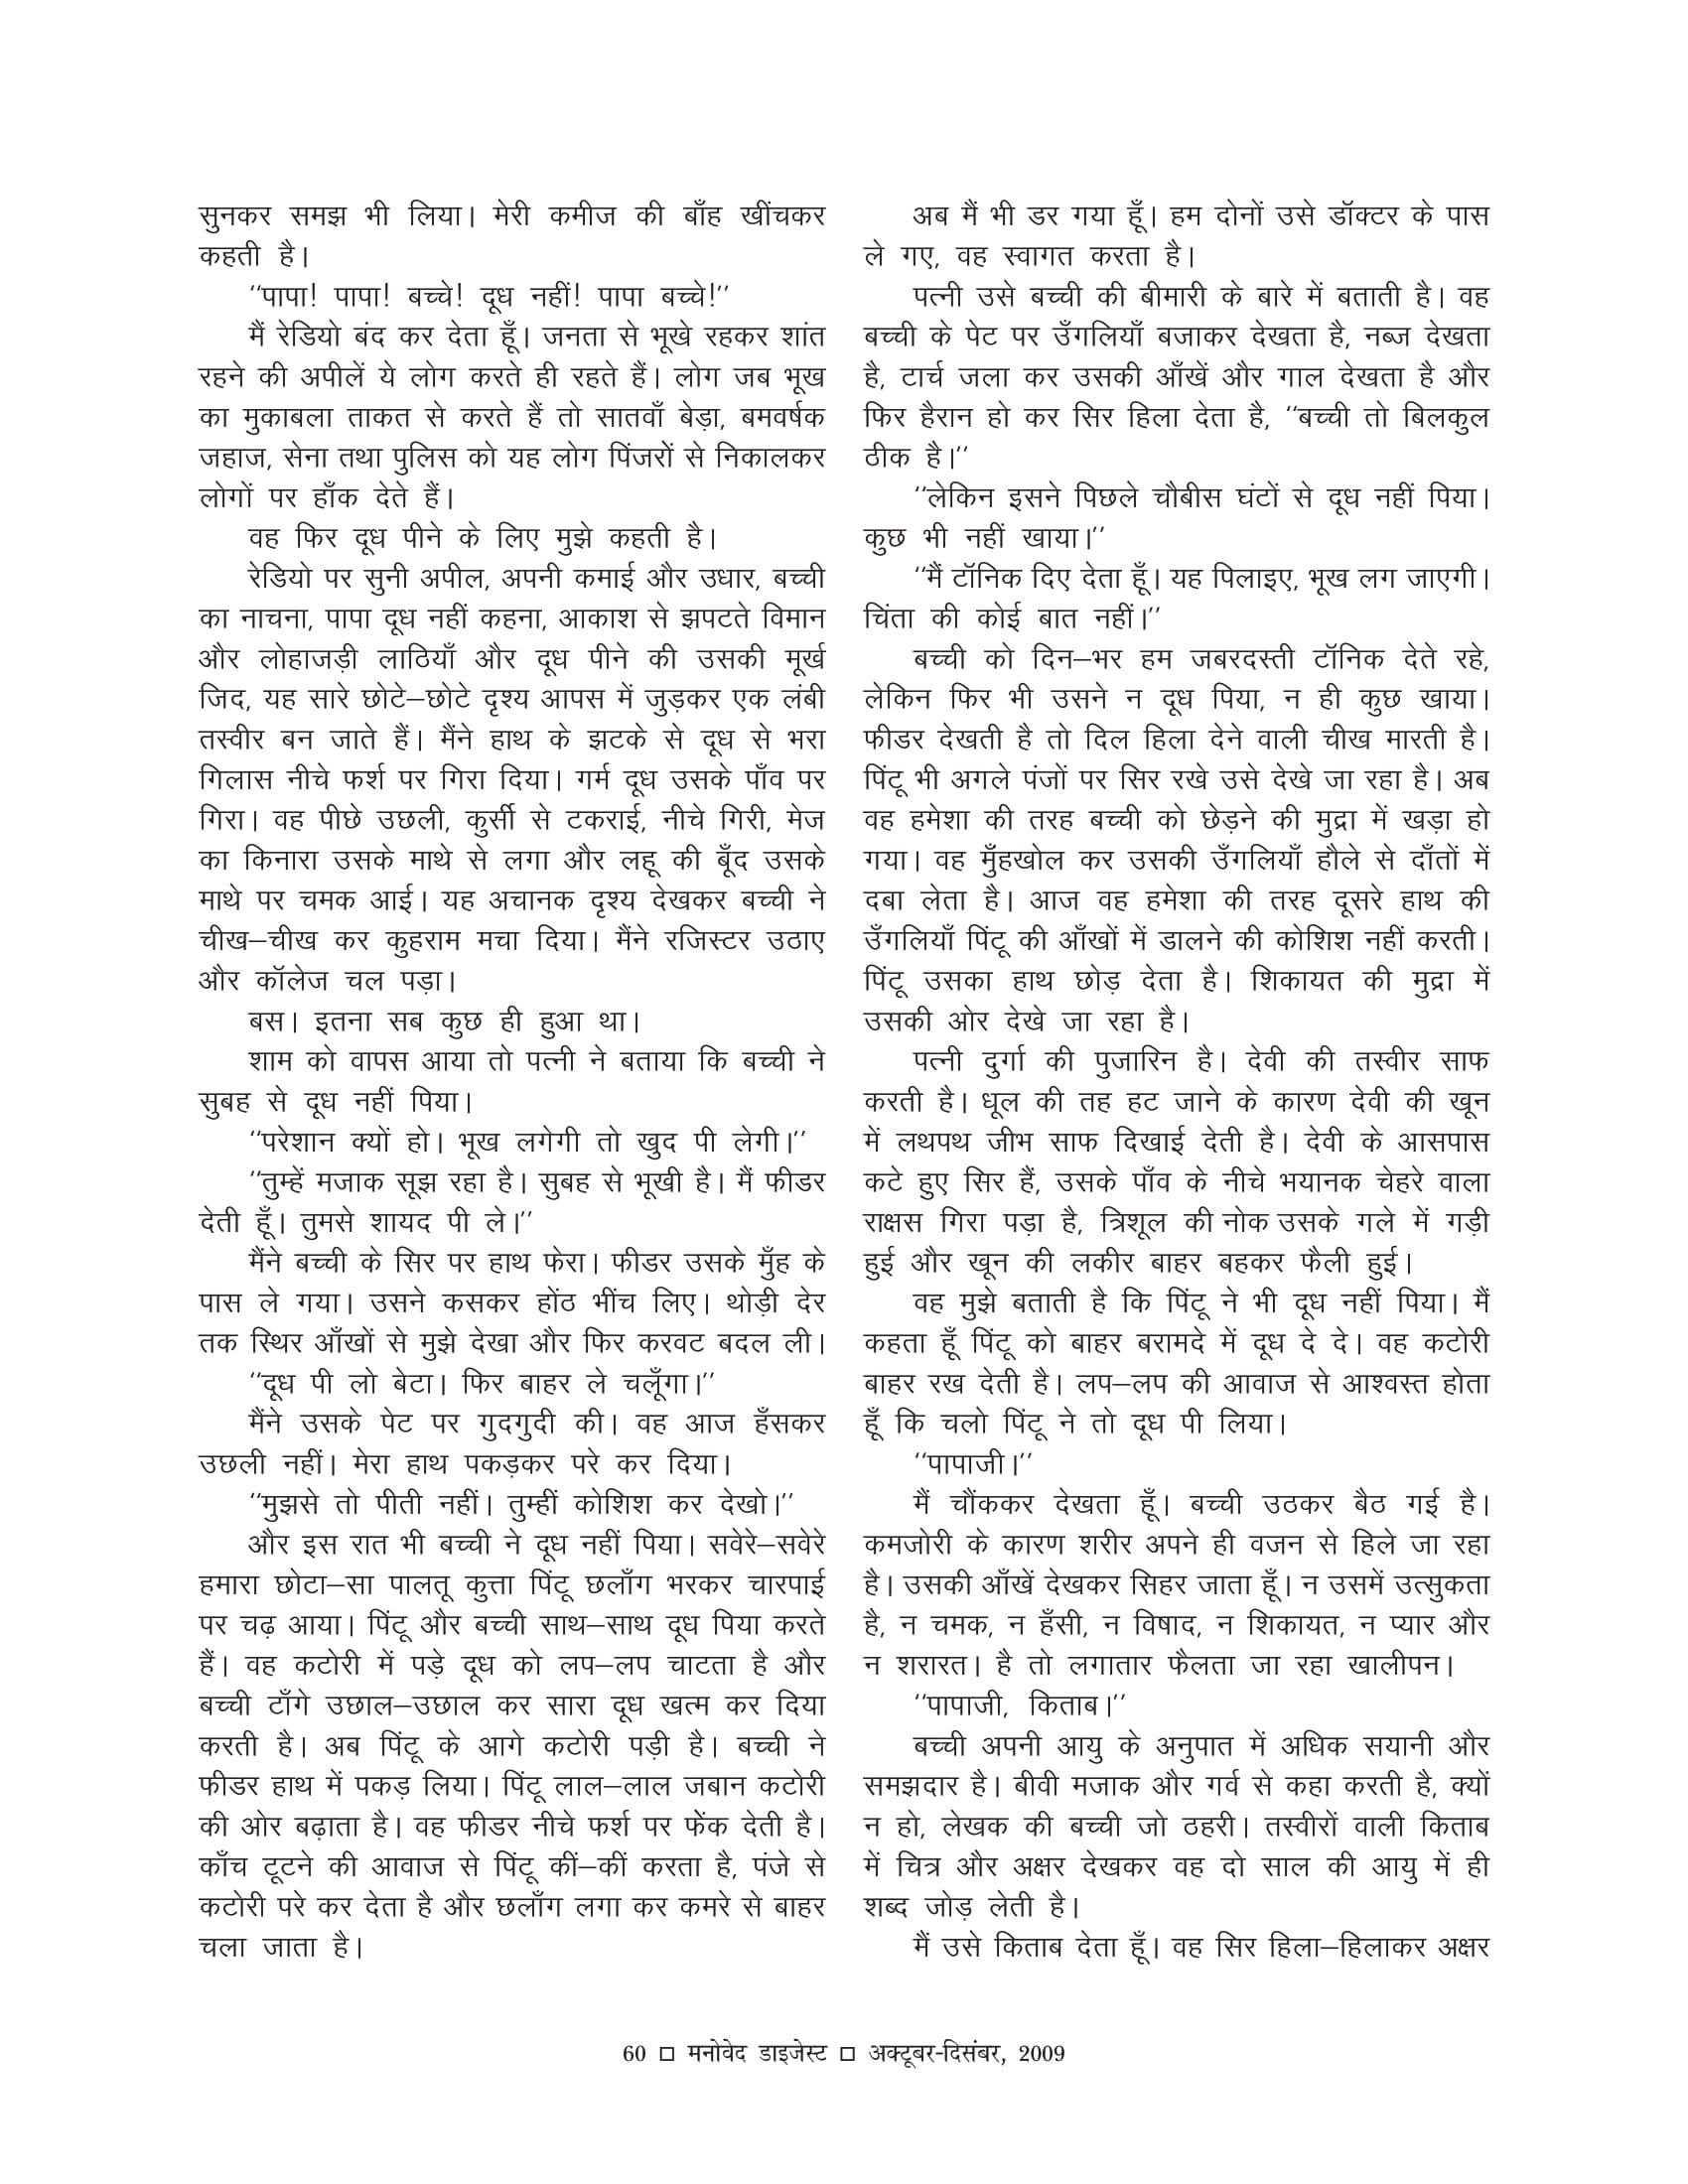 सुनकर समझ भी लिया। मेरी कमीज की बाँह खींचकर
कहती है।
‘‘पापा! पापा! बच्चे! दूध नहीं! पापा बच्चे!’’
मैं रेडियो बंद कर देता हूँ। जनता से भूखे रहकर शांत
रहने की अपीलें ये लोग करते ही रहते हैं। लोग जब भूख
का मुकाबला ताकत से करते हैं तो सातवाँ बेड़ा, बमवर्षक
जहाज, सेना तथा पुलिस को यह लोग पिंजरों से निकालकर
लोगों पर हाँक देते हैं।
वह फिर दूध पीने के लिए मुझे कहती है।
रेडियो पर सुनी अपील, अपनी कमाई और उधार, बच्ची
का नाचना, पापा दूध नहीं कहना, आकाश से झपटते विमान
और लोहाजड़ी लाठियाँ और दूध पीने की उसकी मूर्ख
जिद, यह सारे छोटे–छोटे दृश्य आपस में जुड़कर एक लंबी
तस्वीर बन जाते हैं। मैंने हाथ के झटके से दूध से भरा
गिलास नीचे फर्श पर गिरा दिया। गर्म दूध उसके पाँव पर
गिरा। वह पीछे उछली, कुर्सी से टकराई, नीचे गिरी, मेज
का किनारा उसके माथे से लगा और लहू की बूँद उसके
माथे पर चमक आई। यह अचानक दृश्य देखकर बच्ची ने
चीख–चीख कर कुहराम मचा दिया। मैंने रजिस्टर उठाए
और कॉलेज चल पड़ा।
बस। इतना सब कुछ ही हुआ था।
शाम को वापस आया तो पत्नी ने बताया कि बच्ची ने
सुबह से दूध नहीं पिया।
‘‘परेशान क्यों हो। भूख लगेगी तो खुद पी लेगी।’’
‘‘तुम्हें मजाक सूझ रहा है। सुबह से भूखी है। मैं फीडर
देती हूँ। तुमसे शायद पी ले।’’
मैंने बच्ची के सिर पर हाथ फेरा। फीडर उसके मुँह के
पास ले गया। उसने कसकर होंठ भींच लिए। थोड़ी देर
तक स्थिर आँखों से मुझे देखा और फिर करवट बदल ली।
‘‘दूध पी लो बेटा। फिर बाहर ले चलूँगा।’’
मैंने उसके पेट पर गुदगुदी की। वह आज हँसकर
उछली नहीं। मेरा हाथ पकड़कर परे कर दिया।
‘‘मुझसे तो पीती नहीं। तुम्हीं कोशिश कर देखो।’’
और इस रात भी बच्ची ने दूध नहीं पिया। सवेरे–सवेरे
हमारा छोटा–सा पालतू कुत्ता पिंटू छलाँग भरकर चारपाई
पर चढ़ आया। पिंटू और बच्ची साथ–साथ दूध पिया करते
हैं। वह कटोरी में पड़े दूध को लप–लप चाटता है और
बच्ची टाँगे उछाल–उछाल कर सारा दूध खत्म कर दिया
करती है। अब पिंटू के आगे कटोरी पड़ी है। बच्ची ने
फीडर हाथ में पकड़ लिया। पिंटू लाल–लाल जबान कटोरी
की ओर बढ़ाता है। वह फीडर नीचे फर्श पर फेंक देती है।
काँच टूटने की आवाज से पिंटू कीं–कीं करता है, पंजे से
कटोरी परे कर देता है और छलाँग लगा कर कमरे से बाहर
चला जाता है।
अब मैं भी डर गया हूँ। हम दोनों उसे डॉक्टर के पास
ले गए, वह स्वागत करता है।
पत्नी उसे बच्ची की बीमारी के बारे में बताती है। वह
बच्ची के पेट पर उँगलियाँ बजाकर देखता है, नब्ज देखता
है, टार्च जला कर उसकी आँखें और गाल देखता है और
फिर हैरान हो कर सिर हिला देता है, ‘‘बच्ची तो बिलकुल
ठीक है।’’
‘‘लेकिन इसने पिछले चौबीस घंटों से दूध नहीं पिया।
कुछ भी नहीं खाया।’’
‘‘मैं टॉनिक दिए देता हूँ। यह पिलाइए, भूख लग जाएगी।
चिंता की कोई बात नहीं।’’
बच्ची को दिन–भर हम जबरदस्ती टॉनिक देते रहे,
लेकिन फिर भी उसने न दूध पिया, न ही कुछ खाया।
फीडर देखती है तो दिल हिला देने वाली चीख मारती है।
पिंटू भी अगले पंजों पर सिर रखे उसे देखे जा रहा है। अब
वह हमेशा की तरह बच्ची को छेड़ने की मुद्रा में खड़ा हो
गया। वह मुँहखोल कर उसकी उँगलियाँ हौले से दाँतों में
दबा लेता है। आज वह हमेशा की तरह दूसरे हाथ की
उँगलियाँ पिंटू की आँखों में डालने की कोशिश नहीं करती।
पिंटू उसका हाथ छोड़ देता है। शिकायत की मुद्रा में
उसकी ओर देखे जा रहा है।
पत्नी दुर्गा की पुजारिन है। देवी की तस्वीर साफ
करती है। धूल की तह हट जाने के कारण देवी की खून
में लथपथ जीभ साफ दिखाई देती है। देवी के आसपास
कटे हुए सिर हैं, उसके पाँव के नीचे भयानक चेहरे वाला
राक्षस गिरा पड़ा है, त्रिशूल की नोक उसके गले में गड़ी
हुई और खून की लकीर बाहर बहकर फैली हुई।
वह मुझे बताती है कि पिंटू ने भी दूध नहीं पिया। मैं
कहता हूँ पिंटू को बाहर बरामदे में दूध दे दे। वह कटोरी
बाहर रख देती है। लप–लप की आवाज से आश्वस्त होता
हूँ कि चलो पिंटू ने तो दूध पी लिया।
‘‘पापाजी।’’
मैं चौंककर देखता हूँ। बच्ची उठकर बैठ गई है।
कमजोरी के कारण शरीर अपने ही वजन से हिले जा रहा
है। उसकी आँखें देखकर सिहर जाता हूँ। न उसमें उत्सुकता
है, न चमक, न हँसी, न विषाद, न शिकायत, न प्यार और
न शरारत। है तो लगातार फैलता जा रहा खालीपन।
‘‘पापाजी, किताब।’’
बच्ची अपनी आयु के अनुपात में अधिक सयानी और
समझदार है। बीवी मजाक और गर्व से कहा करती है, क्यों
न हो, लेखक की बच्ची जो ठहरी। तस्वीरों वाली किताब
में चित्र और अक्षर देखकर वह दो साल की आयु में ही
शब्द जोड़ लेती है।
मैं उसे किताब देता हूँ। वह सिर हिला–हिलाकर अक्षर
60 □ मनोवेद डाइजेस्ट □ अक्टूबर-दिसंबर, 2009